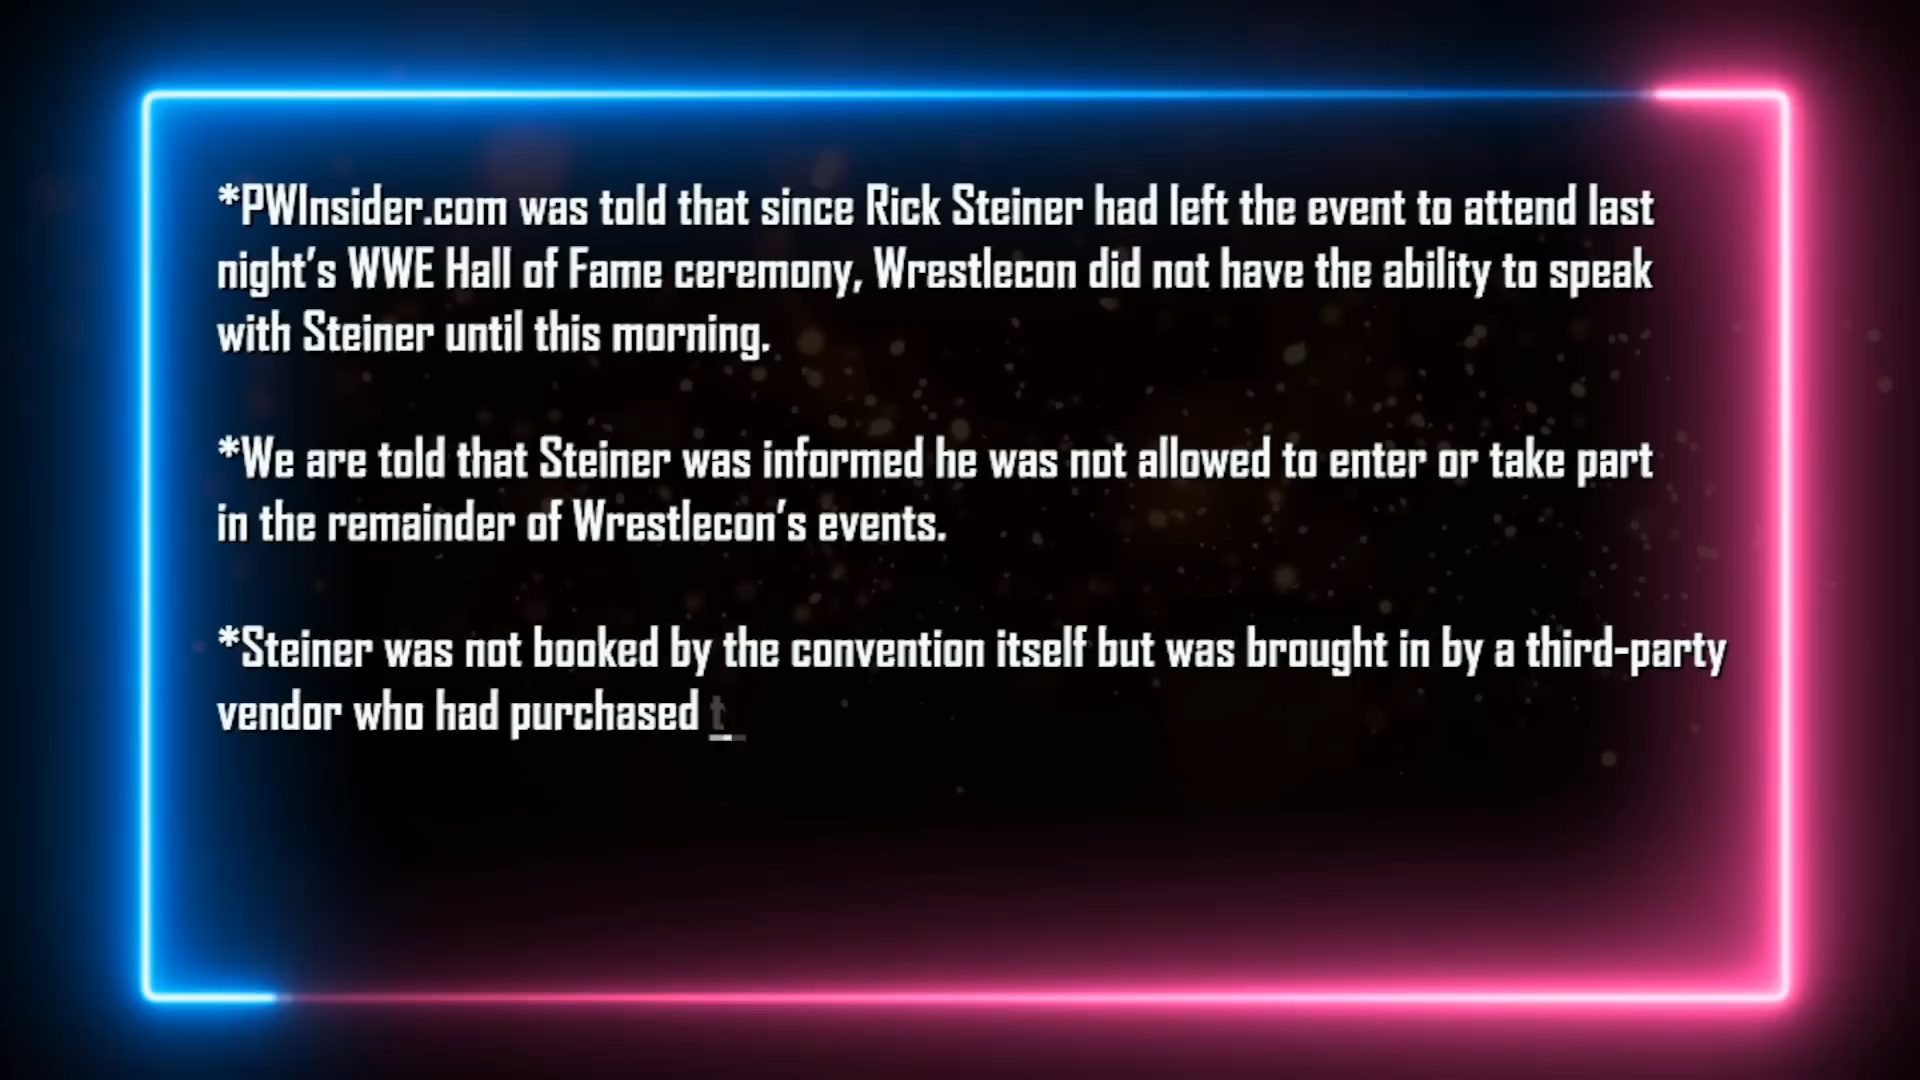 *PWInsider.com was told that since Rick Steiner had left the event to attend last
night's WWE Hall of Fame ceremony, Wrestlecon did not have the ability to speak
with Steiner until this morning.
*We are told that Steiner was informed he was not allowed to enter or take part
in the remainder of Wrestlecon's events.
*Steiner was not booked by the convention itself but was brought in by a third-party
vendor who had purchased t_